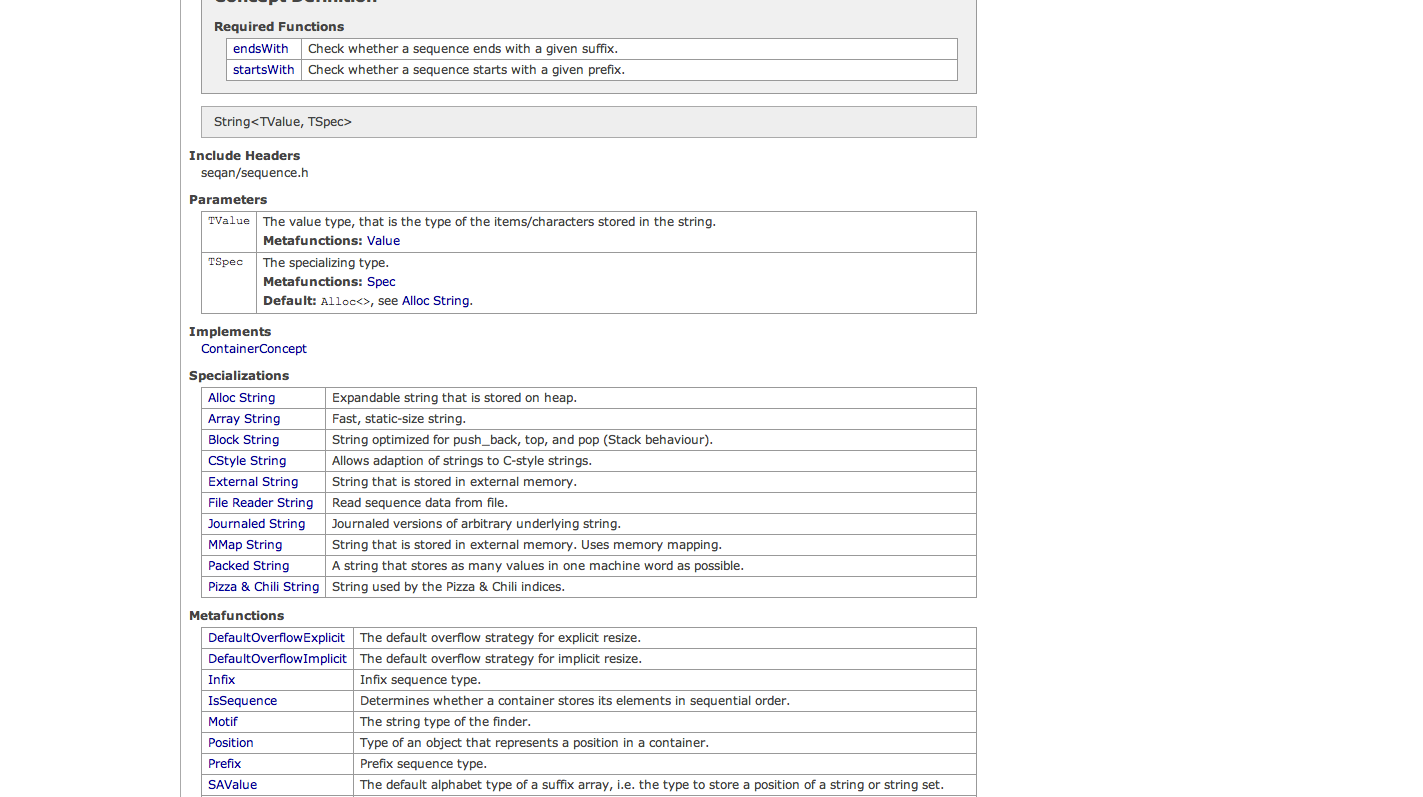 Concept Definition
Required Functions
endsWith Check whether a sequence ends with a given suffix.
startsWith Check whether a sequence starts with a given prefix.
String<TValue, TSpec>
Include Headers
seqan/sequence.h
Parameters
TValue The value type, that is the type of the items/characters stored in the string.
Metafunctions: Value
TSpec The specializing type.
Metafunctions: Spec
Default: Alloc<>, see Alloc String.
Implements
ContainerConcept
Specializations
Alloc String Expandable string that is stored on heap.
Array String Fast, static-size string.
Block String String optimized for push_back, top, and pop (Stack behaviour).
CStyle String Allows adaption of strings to C-style strings.
External String String that is stored in external memory.
File Reader String Read sequence data from file.
Journaled String Journaled versions of arbitrary underlying string.
MMap String String that is stored in external memory. Uses memory mapping.
Packed String A string that stores as many values in one machine word as possible.
Pizza & Chili String String used by the Pizza & Chili indices.
Metafunctions
DefaultOverflowExplicit The default overflow strategy for explicit resize.
DefaultOverflowImplicit The default overflow strategy for implicit resize.
Infix Infix sequence type.
IsSequence Determines whether a container stores its elements in sequential order.
Motif The string type of the finder.
Position Type of an object that represents a position in a container.
Prefix Prefix sequence type.
SAValue The default alphabet type of a suffix array, i.e. the type to store a position of a string or string set.